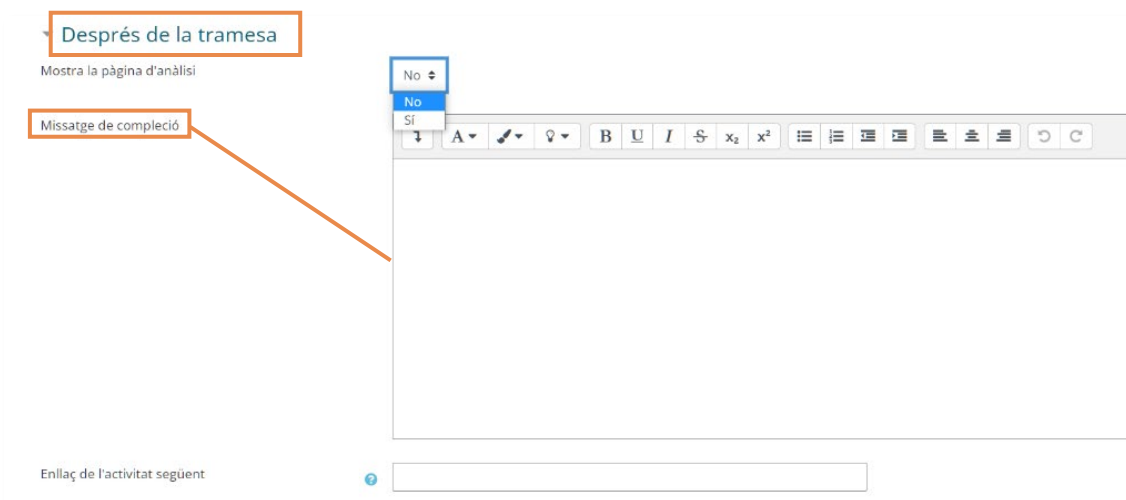 Després de la tramesa
Mostra la pàgina d'anàlisi
No
No
Sí
Missatge de compleció
A B U I S x₂ x²
Enllaç de l'activitat següent
?